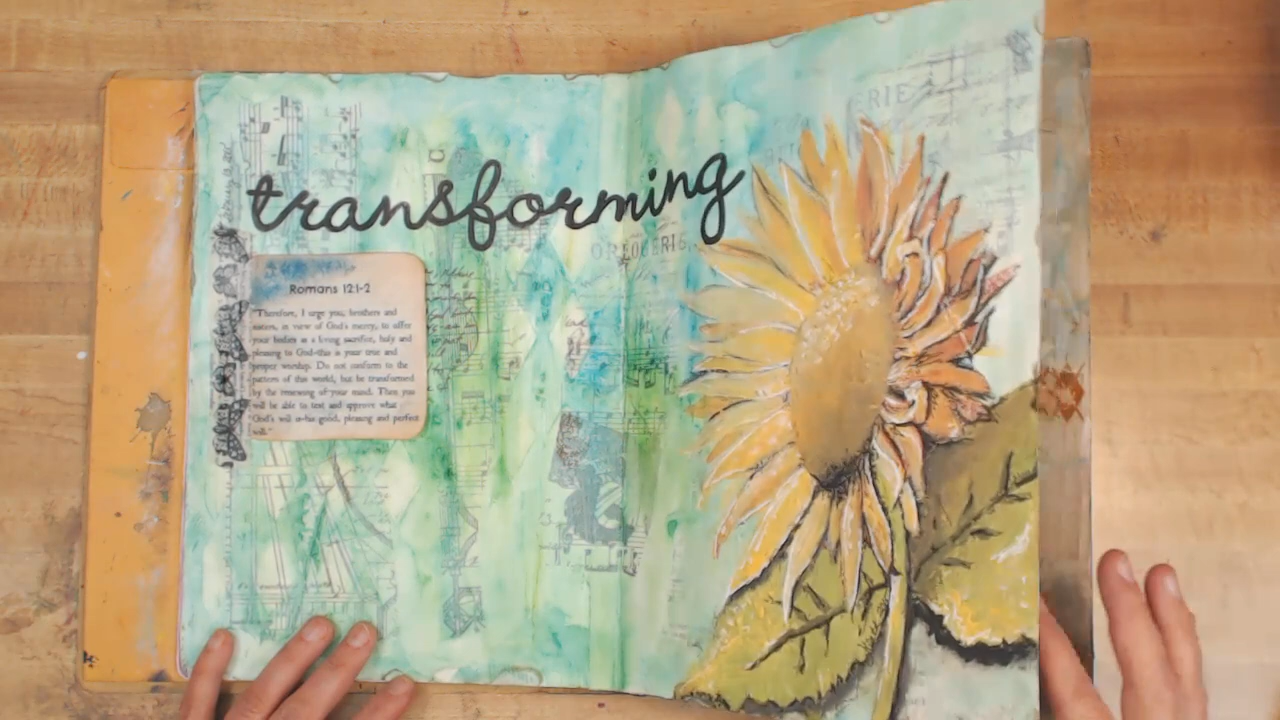 transforming
Romans 12:1-2
"Therefore, I urge you, brothers and
sisters, in view of God's mercy, to offer
your bodies as a living sacrifice, holy and
pleasing to God-this is your true and
proper worship. Do not conform to the
pattern of this world, but be transformed
by the renewing of your mind. Then you
will be able to test and approve what
God's will is-his good, pleasing and perfect
will."
ERIE